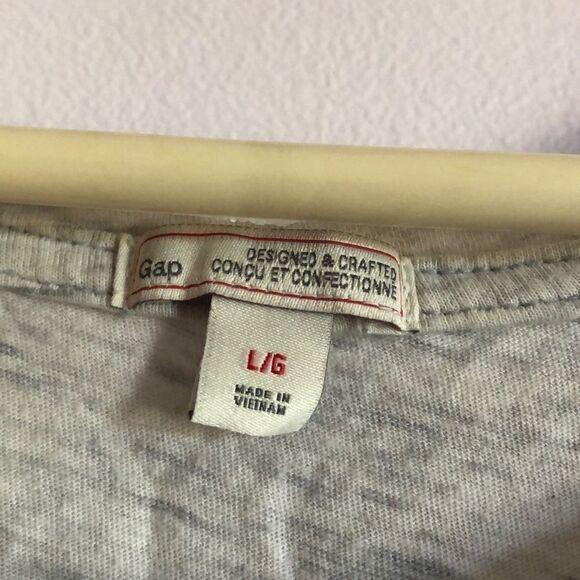 Gap
DESIGNED & CRAFTED
CONÇU ET CONFECTIONNÉ
L/G
MADE IN
VIETNAM